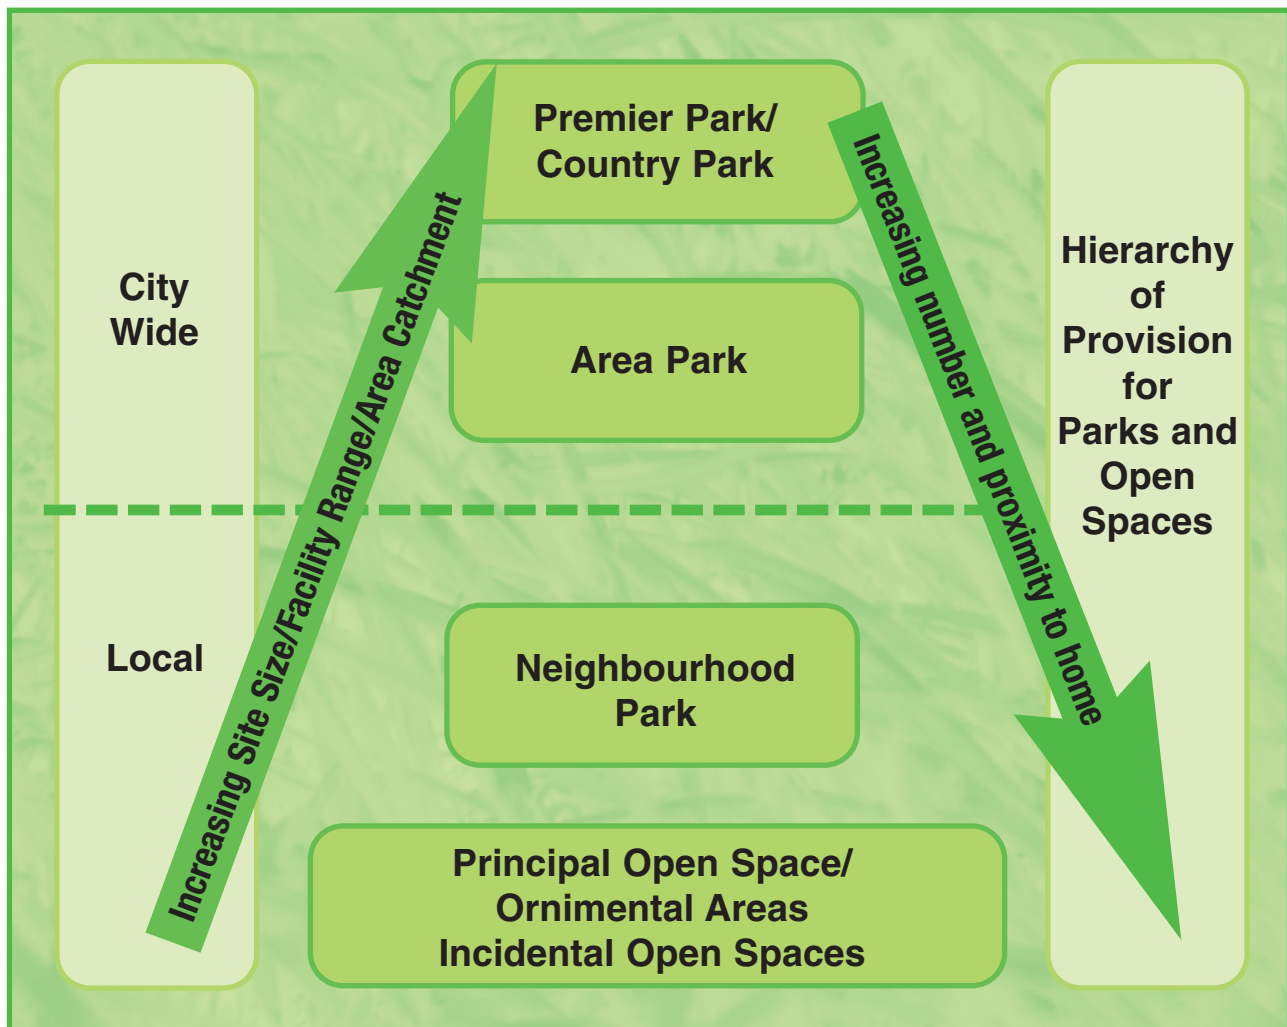 City
Wide
Local
Increasing Site Size/Facility Range/Area Catchment
Premier Park/
Country Park
Area Park
Neighbourhood
Park
Principal Open Space/
Ornimental Areas
Incidental Open Spaces
Increasing number and proximity to home
Hierarchy
of
Provision
for
Parks and
Open
Spaces